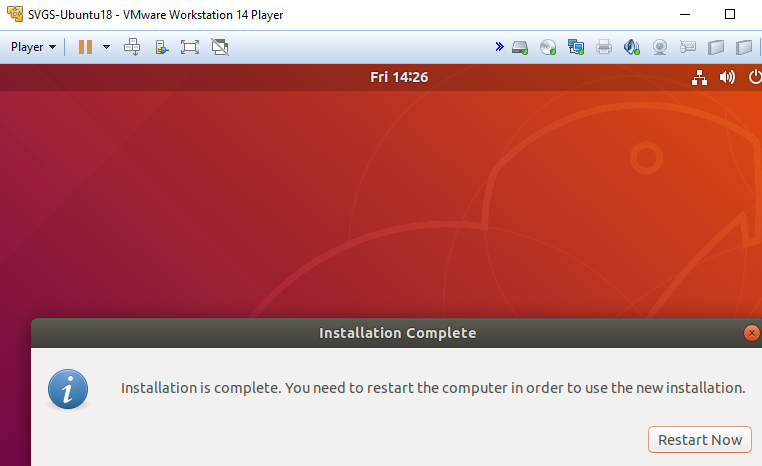 SVGS-Ubuntu18 - VMware Workstation 14 Player
Player
Fri 14:26
Installation Complete
Installation is complete. You need to restart the computer in order to use the new installation.
Restart Now